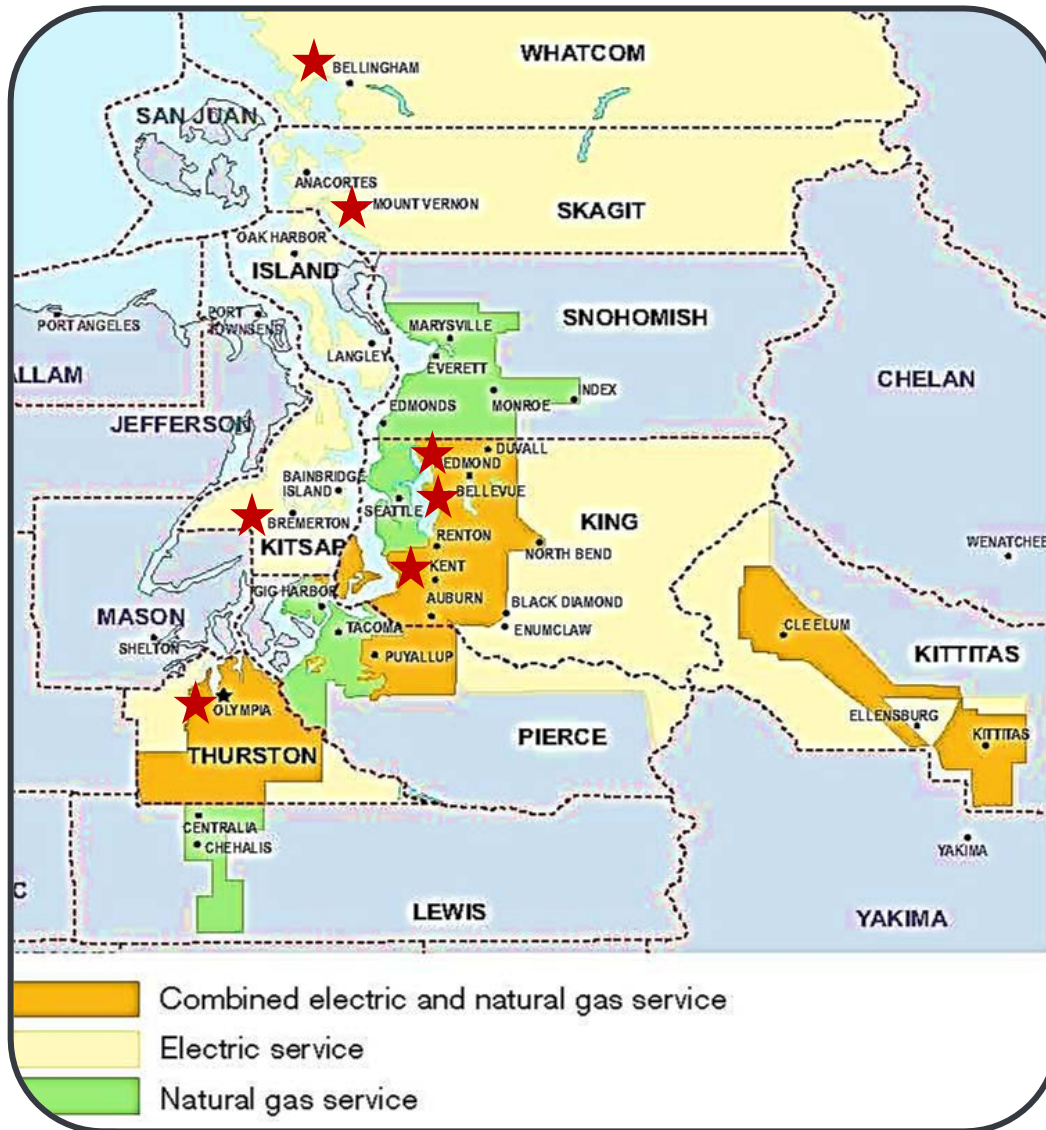 WHATCOM
BELLINGHAM
SAN JUAN
ANACORTES
MOUNT VERNON
SKAGIT
OAK HARBOR
ISLAND
SNOHOMISH
PORT
TOWNSEND
PORT ANGELES
MARYSVILLE
LANGLEY
EVERETT
CHELAN
ALLAM
INDEX
EDMONDS
MONROE
JEFFERSON
DUVALL
EDMOND
BAINBRIDGE
ISLAND
BELLEVUE
SEATTLE
KING
BREMERTON
RENTON
WENATCHEE
KITSAP
NORTH BEND
KENT
GIG HARBOR
AUBURN
BLACK DIAMOND
MASON
TACOMA
ENUMCLAW
CLE ELUM
SHELTON
PUYALLUP
KITTITAS
OLYMPIA
ELLENSBURG
KITTITAS
PIERCE
THURSTON
CENTRALIA
CHEHALIS
YAKIMA
C
LEWIS
YAKIMA
Combined electric and natural gas service
Electric service
Natural gas service